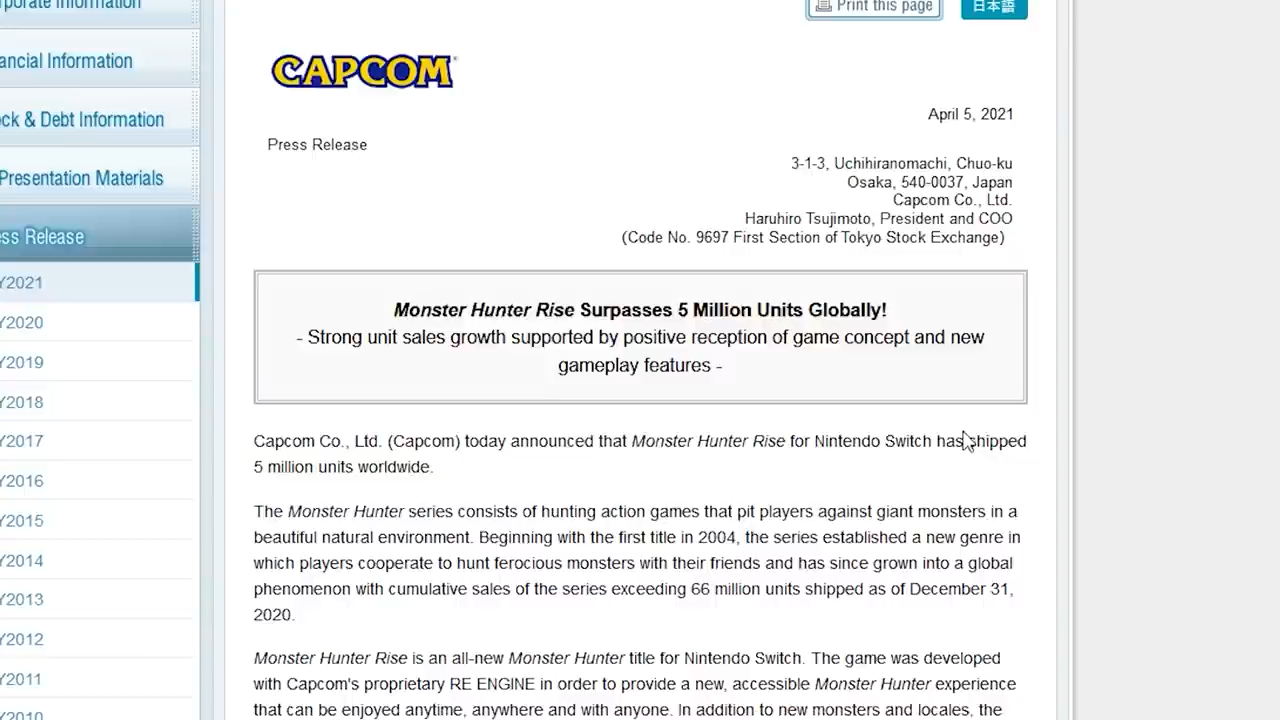 rporate Information
Print this page
日本語
ancial Information
ock & Debt Information
Presentation Materials
ess Release
Y2021
Y2020
Y2019
Y2018
Y2017
Y2016
Y2015
Y2014
Y2013
Y2012
Y2011
Y2010
CAPCOM
April 5, 2021
Press Release
3-1-3, Uchihiranomachi, Chuo-ku
Osaka, 540-0037, Japan
Capcom Co., Ltd.
Haruhiro Tsujimoto, President and COO
(Code No. 9697 First Section of Tokyo Stock Exchange)
Monster Hunter Rise Surpasses 5 Million Units Globally!
- Strong unit sales growth supported by positive reception of game concept and new
gameplay features -
Capcom Co., Ltd. (Capcom) today announced that Monster Hunter Rise for Nintendo Switch has shipped
5 million units worldwide.
The Monster Hunter series consists of hunting action games that pit players against giant monsters in a
beautiful natural environment. Beginning with the first title in 2004, the series established a new genre in
which players cooperate to hunt ferocious monsters with their friends and has since grown into a global
phenomenon with cumulative sales of the series exceeding 66 million units shipped as of December 31,
2020.
Monster Hunter Rise is an all-new Monster Hunter title for Nintendo Switch. The game was developed
with Capcom's proprietary RE ENGINE in order to provide a new, accessible Monster Hunter experience
that can be enjoyed anytime, anywhere and with anyone. In addition to new monsters and locales, the